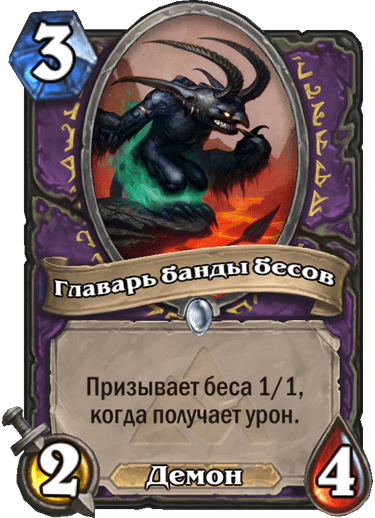 3
Главарь банды бесов
Призывает беса 1/1,
когда получает урон.
2
Демон
4